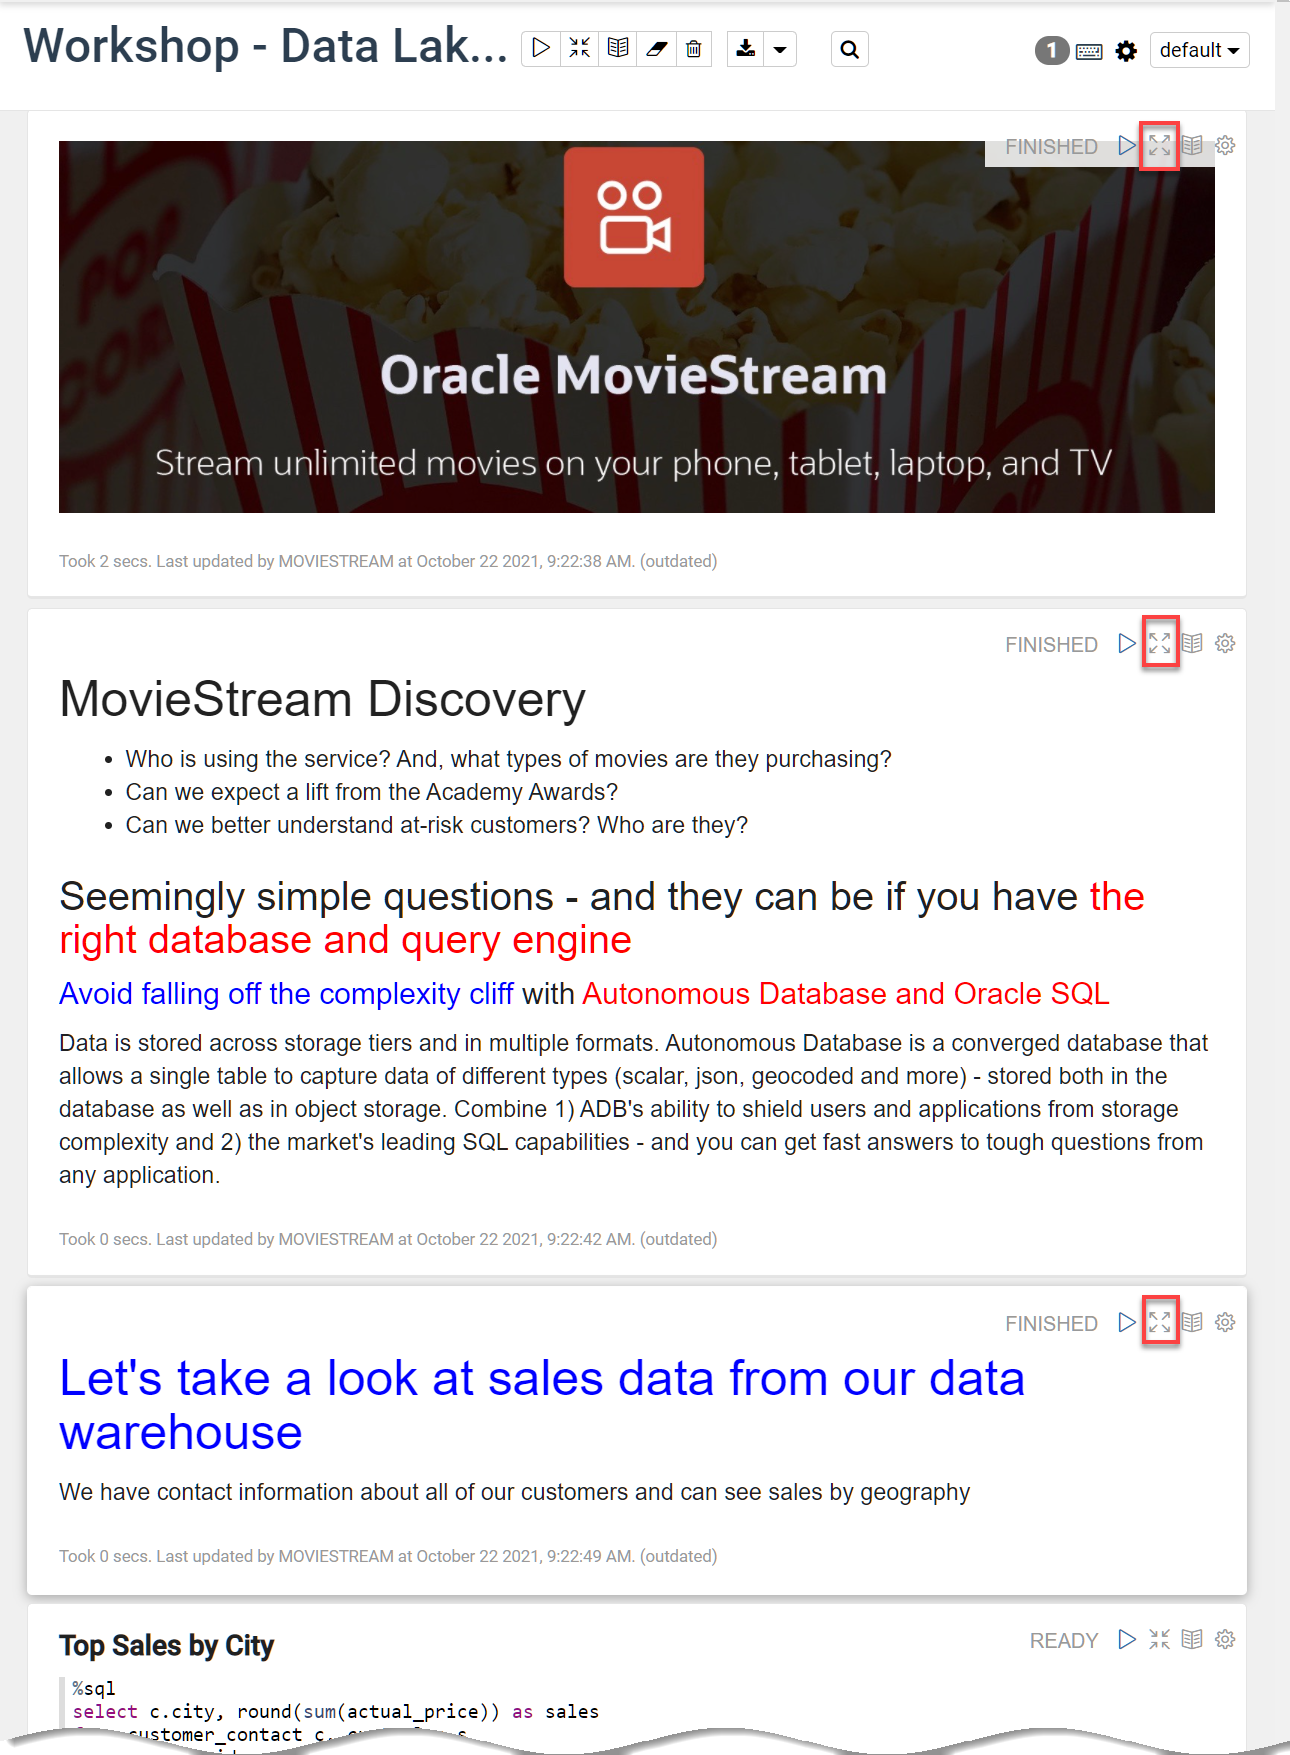 Workshop - Data Lak...
1
default
FINISHED
POP
CORN
Oracle MovieStream
Stream unlimited movies on your phone, tablet, laptop, and TV
Took 2 secs. Last updated by MOVIESTREAM at October 22 2021, 9:22:38 AM. (outdated)
FINISHED
MovieStream Discovery
• Who is using the service? And, what types of movies are they purchasing?
• Can we expect a lift from the Academy Awards?
• Can we better understand at-risk customers? Who are they?
Seemingly simple questions - and they can be if you have the
right database and query engine
Avoid falling off the complexity cliff with Autonomous Database and Oracle SQL
Data is stored across storage tiers and in multiple formats. Autonomous Database is a converged database that
allows a single table to capture data of different types (scalar, json, geocoded and more) - stored both in the
database as well as in object storage. Combine 1) ADB's ability to shield users and applications from storage
complexity and 2) the market's leading SQL capabilities - and you can get fast answers to tough questions from
any application.
Took 0 secs. Last updated by MOVIESTREAM at October 22 2021, 9:22:42 AM. (outdated)
FINISHED
Let's take a look at sales data from our data
warehouse
We have contact information about all of our customers and can see sales by geography
Took 0 secs. Last updated by MOVIESTREAM at October 22 2021, 9:22:49 AM. (outdated)
Top Sales by City
READY
%sql
select c.city, round(sum(actual_price)) as sales
customer_contact c,